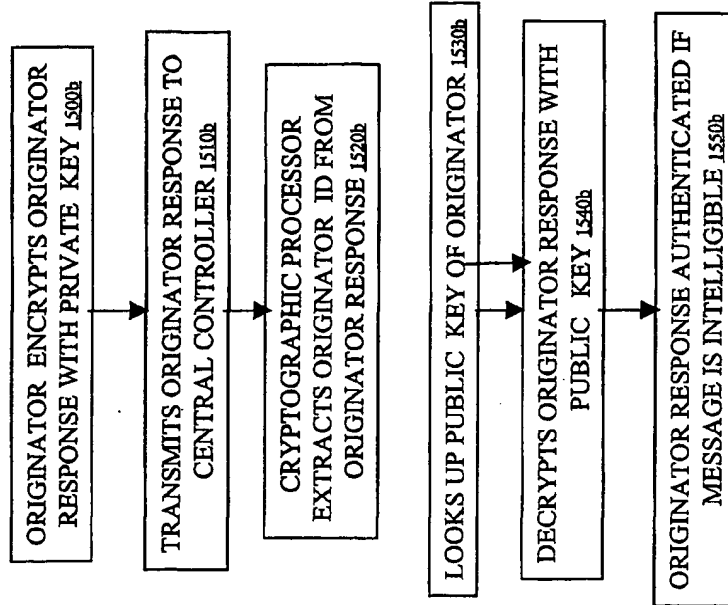 ORIGINATOR ENCRYPTS ORIGINATOR
RESPONSE WITH PRIVATE KEY 1500b
TRANSMITS ORIGINATOR RESPONSE TO
CENTRAL CONTROLLER 1510b
CRYPTOGRAPHIC PROCESSOR
EXTRACTS ORIGINATOR ID FROM
ORIGINATOR RESPONSE 1520b
LOOKS UP PUBLIC KEY OF ORIGINATOR 1530b
DECRYPTS ORIGINATOR RESPONSE WITH
PUBLIC KEY 1540b
ORIGINATOR RESPONSE AUTHENTICATED IF
MESSAGE IS INTELLIGIBLE 1550b